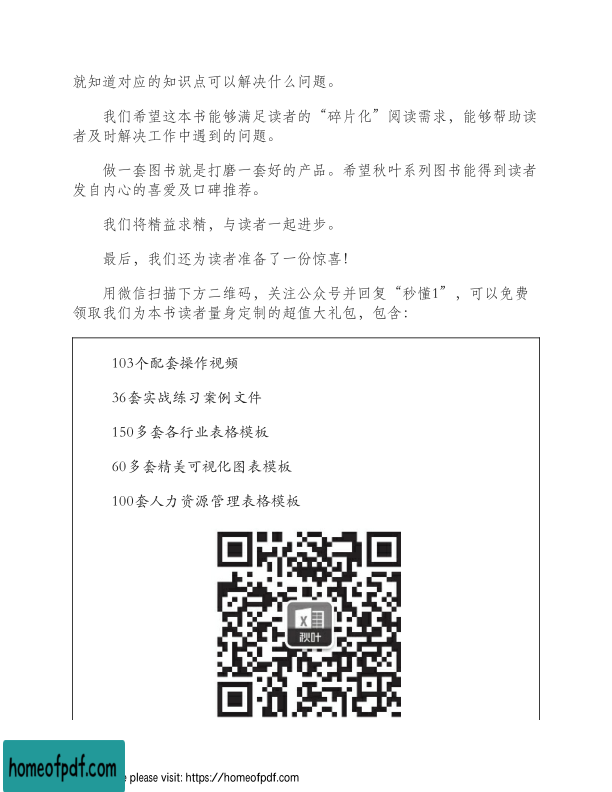 就知道对应的知识点可以解决什么问题。
我们希望这本书能够满足读者的“碎片化”阅读需求，能够帮助读
者及时解决工作中遇到的问题。
做一套图书就是打磨一套好的产品。希望秋叶系列图书能得到读者
发自内心的喜爱及口碑推荐。
我们将精益求精，与读者一起进步。
最后，我们还为读者准备了一份惊喜！
用微信扫描下方二维码，关注公众号并回复“秒懂1”，可以免费
领取我们为本书读者量身定制的超值大礼包，包含：
103个配套操作视频
36套实战练习案例文件
150多套各行业表格模板
60多套精美可视化图表模板
100套人力资源管理表格模板
X
秋叶
homeofpdf.com
e please visit: https://homeofpdf.com